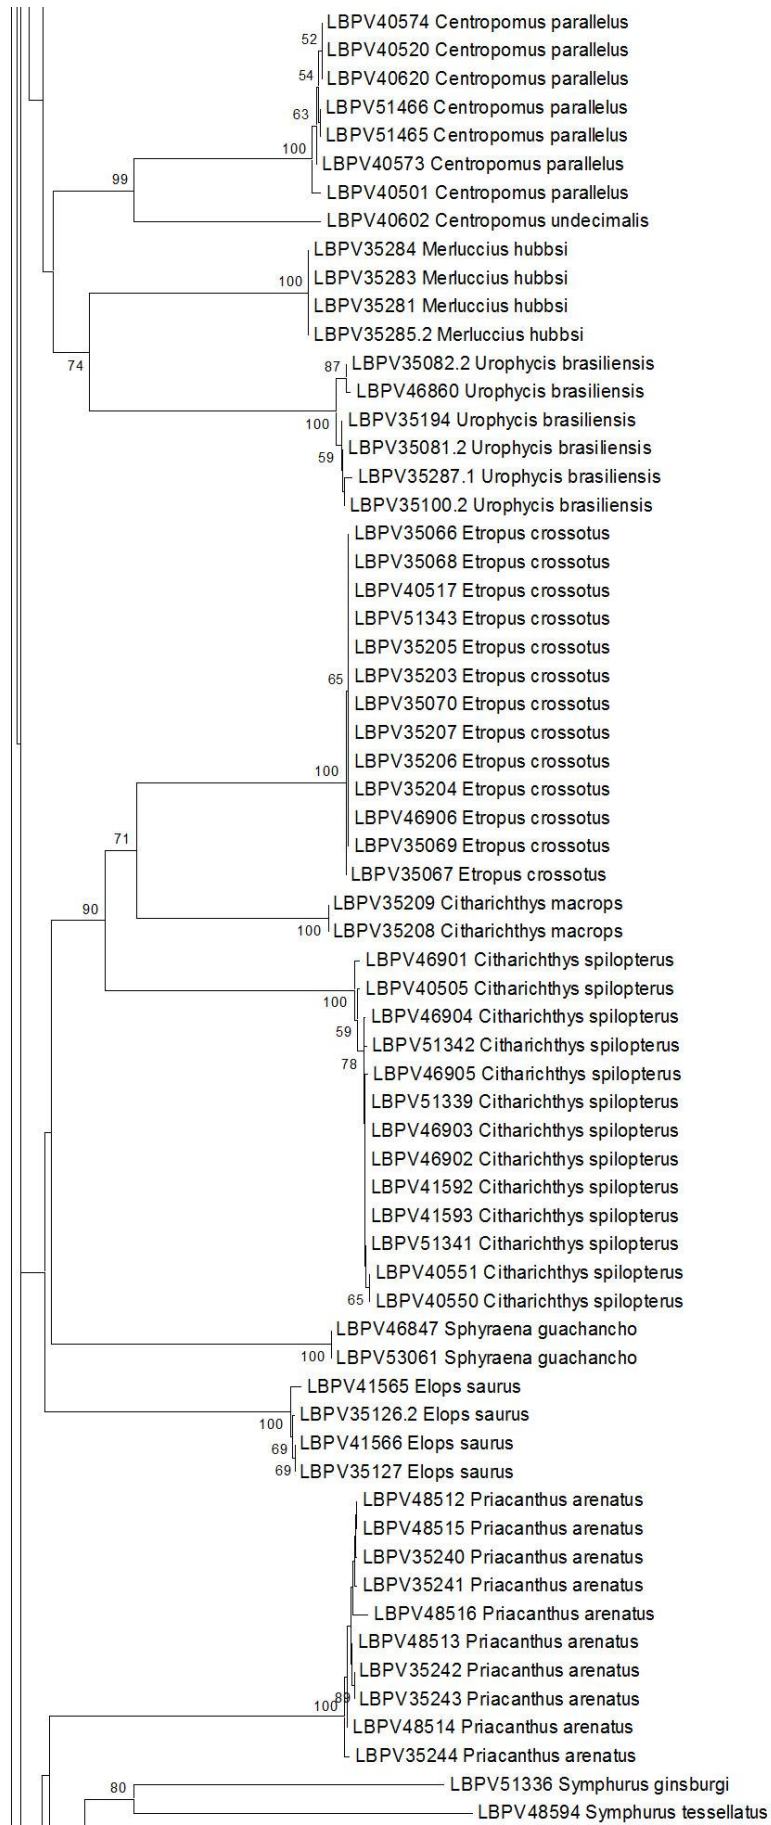 LBPV40574 Centropomus parallelus
52
LBPV40520 Centropomus parallelus
54
LBPV40620 Centropomus parallelus
LBPV51466 Centropomus parallelus
63
LBPV51465 Centropomus parallelus
100
LBPV40573 Centropomus parallelus
99
LBPV40501 Centropomus parallelus
LBPV40602 Centropomus undecimalis
LBPV35284 Merluccius hubbsi
100
LBPV35283 Merluccius hubbsi
LBPV35281 Merluccius hubbsi
LBPV35285.2 Merluccius hubbsi
74
87
LBPV35082.2 Urophycis brasiliensis
LBPV46860 Urophycis brasiliensis
100
LBPV35194 Urophycis brasiliensis
LBPV35081.2 Urophycis brasiliensis
59
LBPV35287.1 Urophycis brasiliensis
LBPV35100.2 Urophycis brasiliensis
LBPV35066 Etropus crossotus
LBPV35068 Etropus crossotus
LBPV40517 Etropus crossotus
LBPV51343 Etropus crossotus
LBPV35205 Etropus crossotus
65
LBPV35203 Etropus crossotus
LBPV35070 Etropus crossotus
LBPV35207 Etropus crossotus
LBPV35206 Etropus crossotus
100
LBPV35204 Etropus crossotus
LBPV46906 Etropus crossotus
71
LBPV35069 Etropus crossotus
LBPV35067 Etropus crossotus
90
LBPV35209 Citharichthys macrops
100
LBPV35208 Citharichthys macrops
LBPV46901 Citharichthys spilopterus
100
LBPV40505 Citharichthys spilopterus
LBPV46904 Citharichthys spilopterus
59
LBPV51342 Citharichthys spilopterus
78
LBPV46905 Citharichthys spilopterus
LBPV51339 Citharichthys spilopterus
LBPV46903 Citharichthys spilopterus
LBPV46902 Citharichthys spilopterus
LBPV41592 Citharichthys spilopterus
LBPV41593 Citharichthys spilopterus
LBPV51341 Citharichthys spilopterus
LBPV40551 Citharichthys spilopterus
65
LBPV40550 Citharichthys spilopterus
LBPV46847 Sphyraena guachancho
100
LBPV53061 Sphyraena guachancho
LBPV41565 Elops saurus
100
LBPV35126.2 Elops saurus
69
LBPV41566 Elops saurus
69
LBPV35127 Elops saurus
LBPV48512 Priacanthus arenatus
LBPV48515 Priacanthus arenatus
LBPV35240 Priacanthus arenatus
LBPV35241 Priacanthus arenatus
LBPV48516 Priacanthus arenatus
LBPV48513 Priacanthus arenatus
LBPV35242 Priacanthus arenatus
LBPV35243 Priacanthus arenatus
100
LBPV48514 Priacanthus arenatus
LBPV35244 Priacanthus arenatus
80
LBPV51336 Symphurus ginsburgi
LBPV48594 Symphurus tessellatus